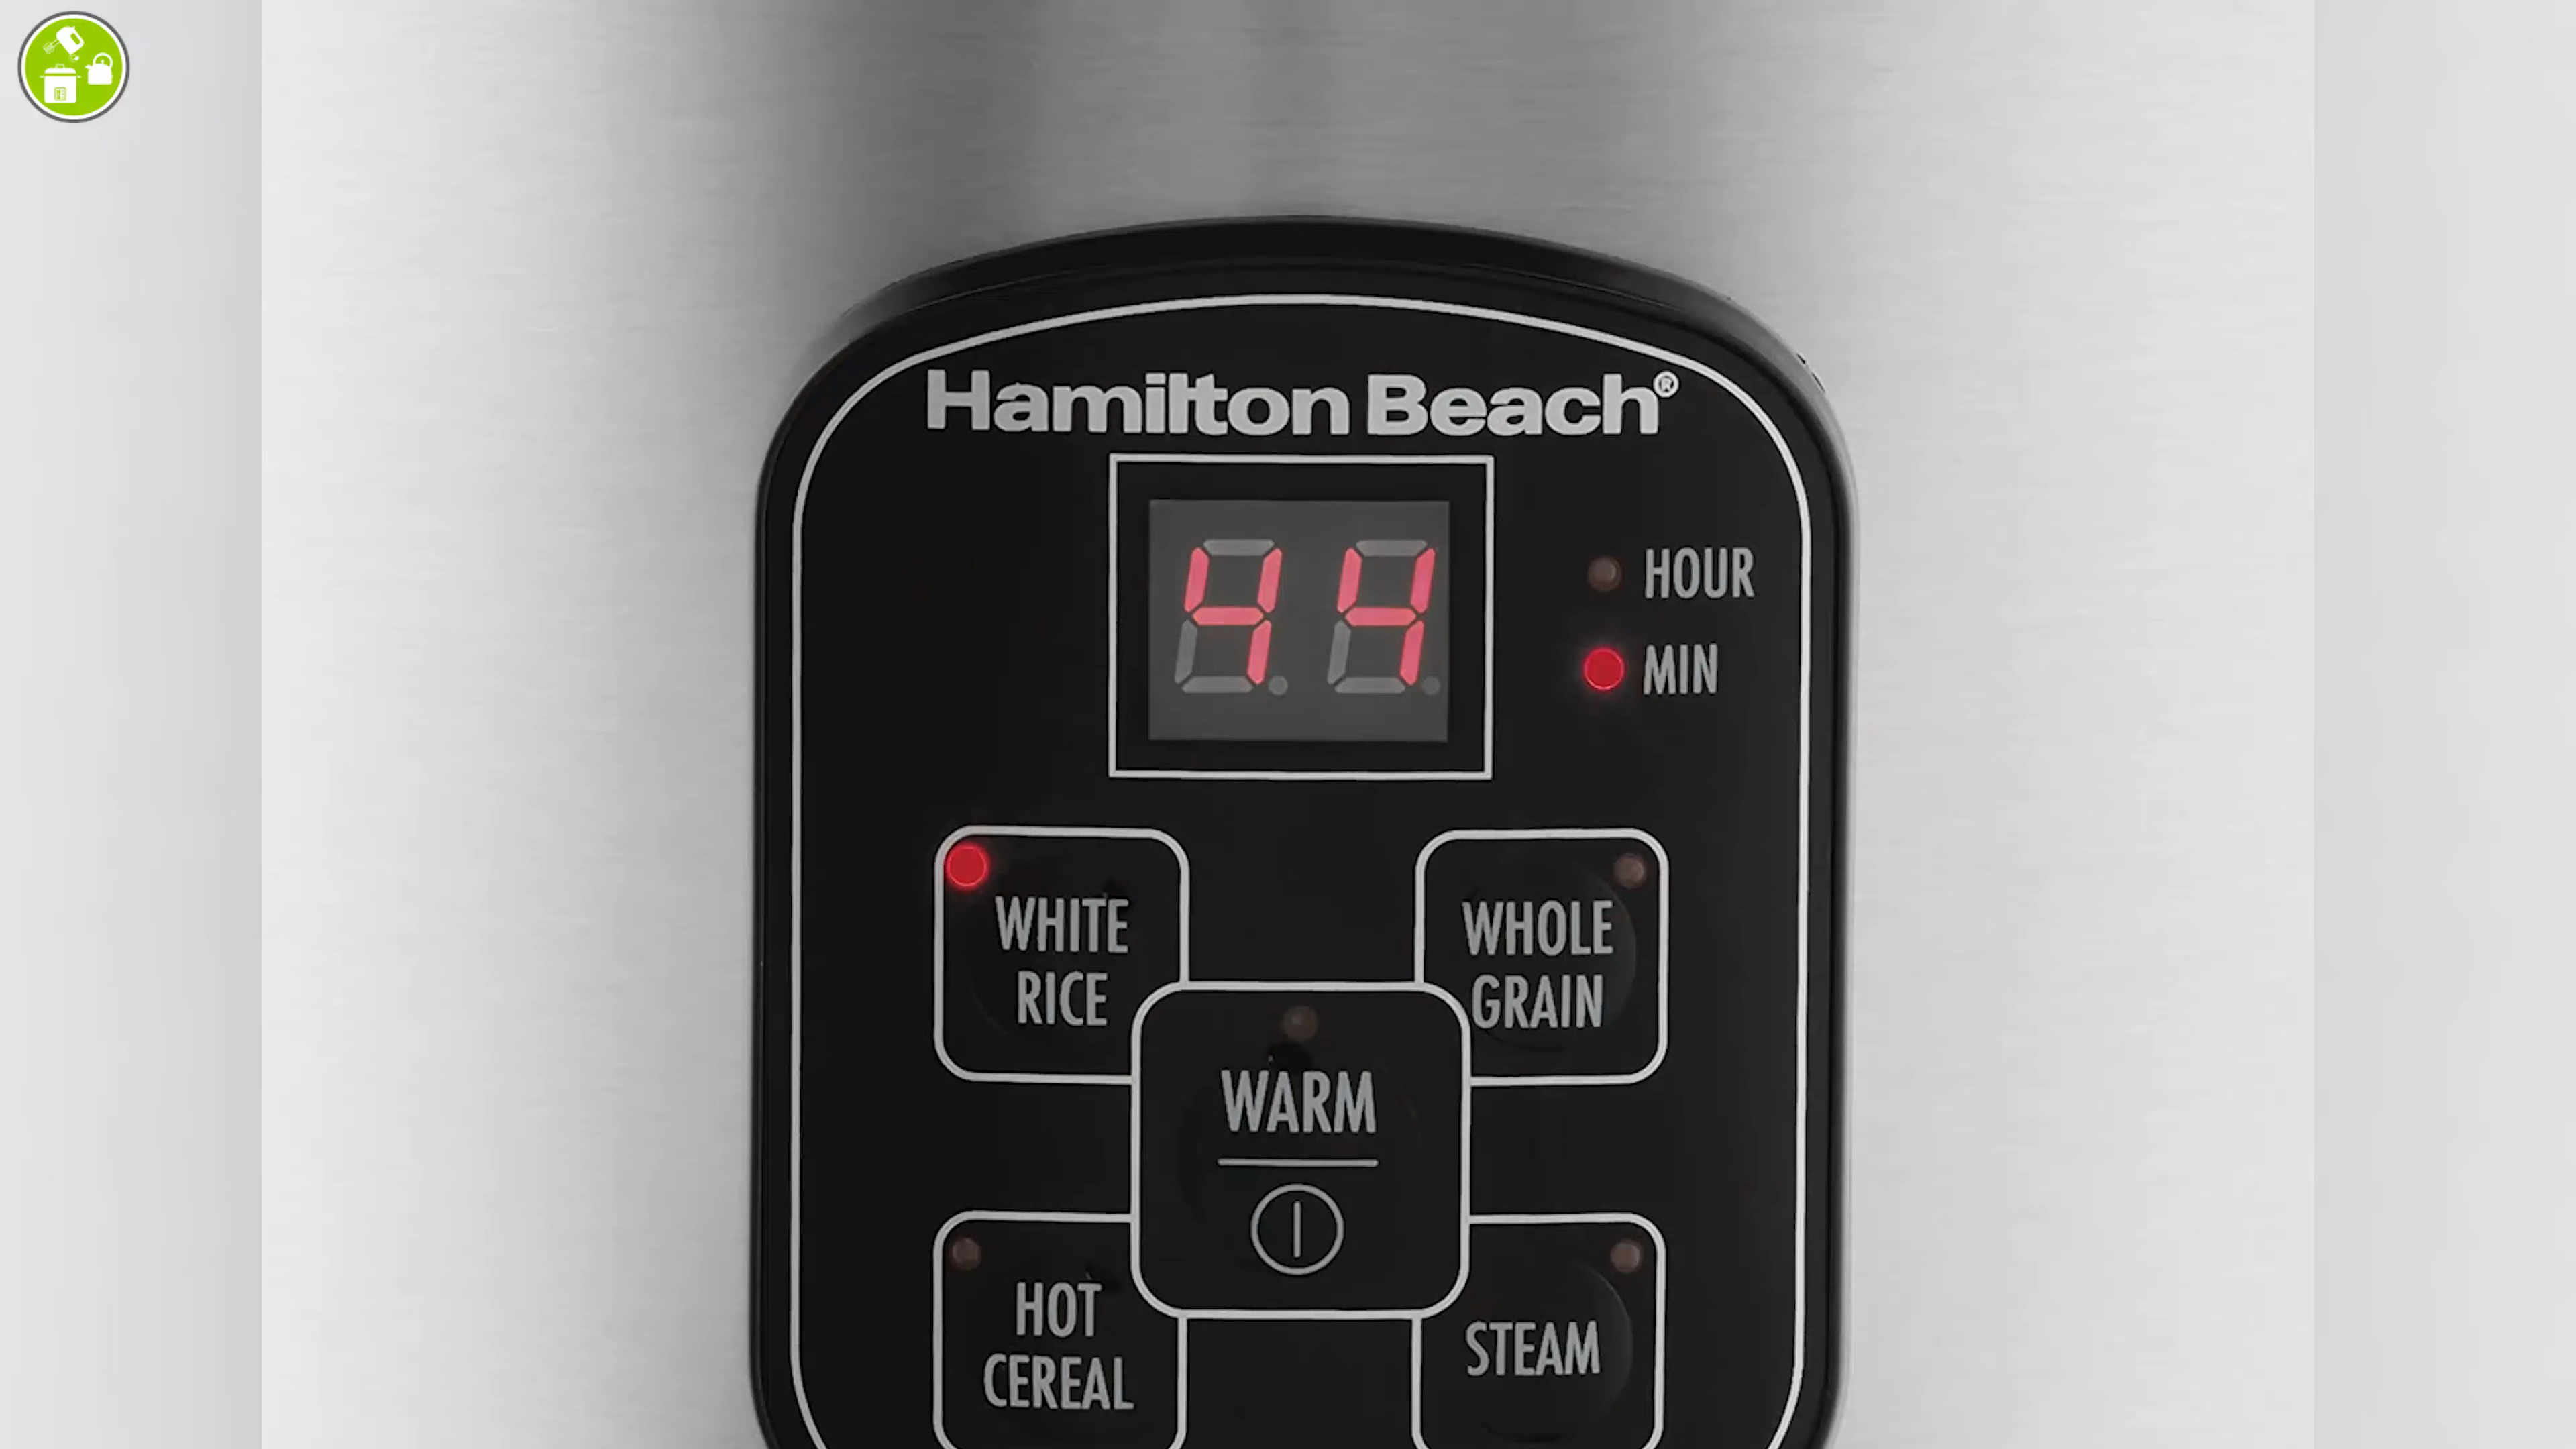 Hamilton Beach®
44
HOUR
MIN
WHITE
RICE
WHOLE
GRAIN
WARM
HOT
CEREAL
STEAM